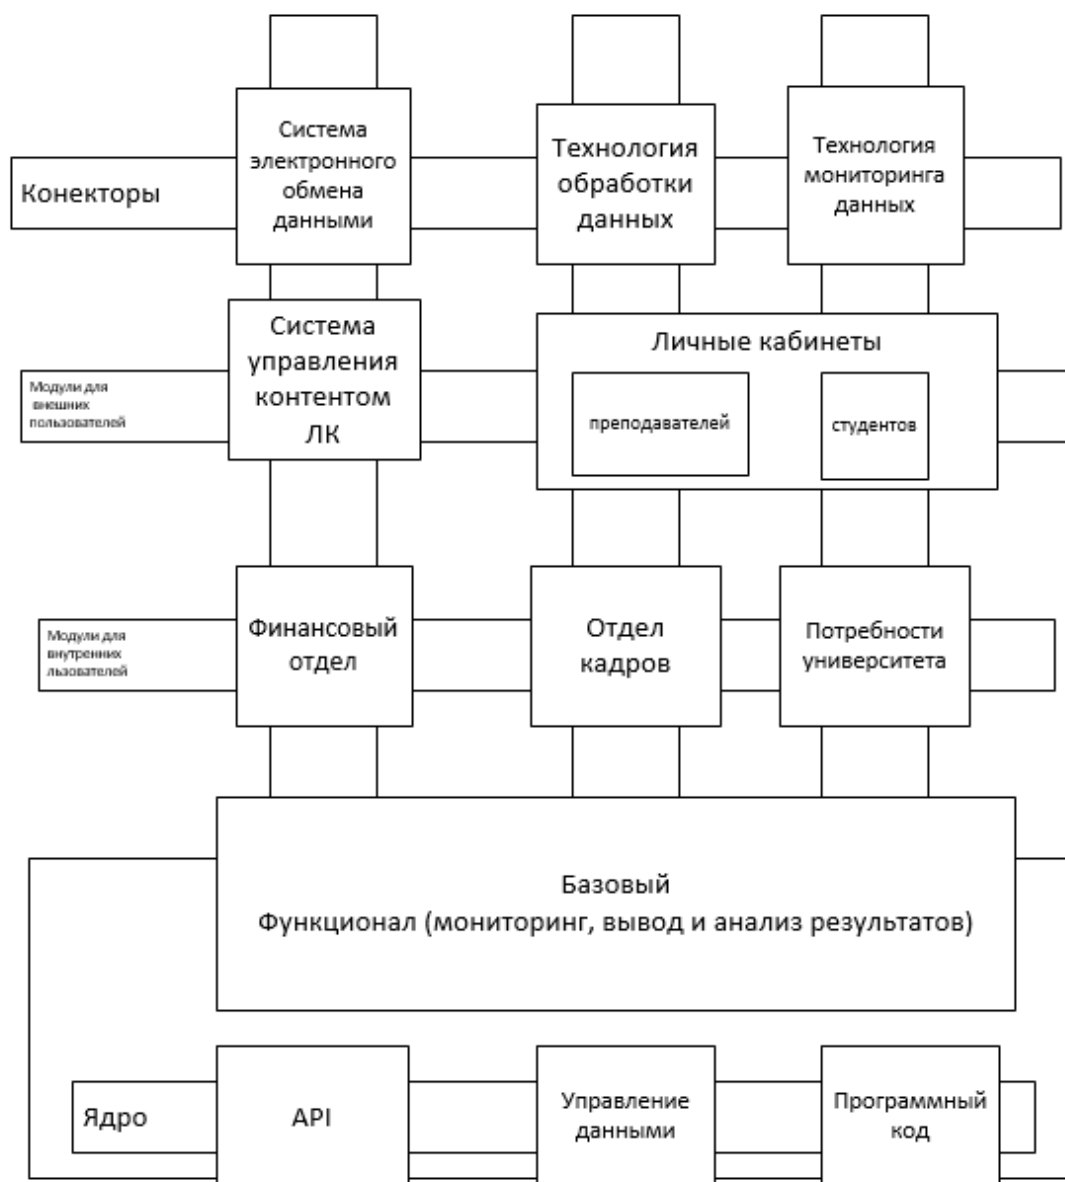 Система
электронного
обмена
данными
Технология
обработки
данных
Технология
мониторинга
данных
Конекторы
Система
управления
контентом
ЛК
Личные кабинеты
преподавателей
студентов
Модули для
внешних
пользователей
Финансовый
отдел
Отдел
кадров
Потребности
университета
Модули для
внутренних
льзователей
Базовый
Функционал (мониторинг, вывод и анализ результатов)
Ядро
API
Управление
данными
Программный
код